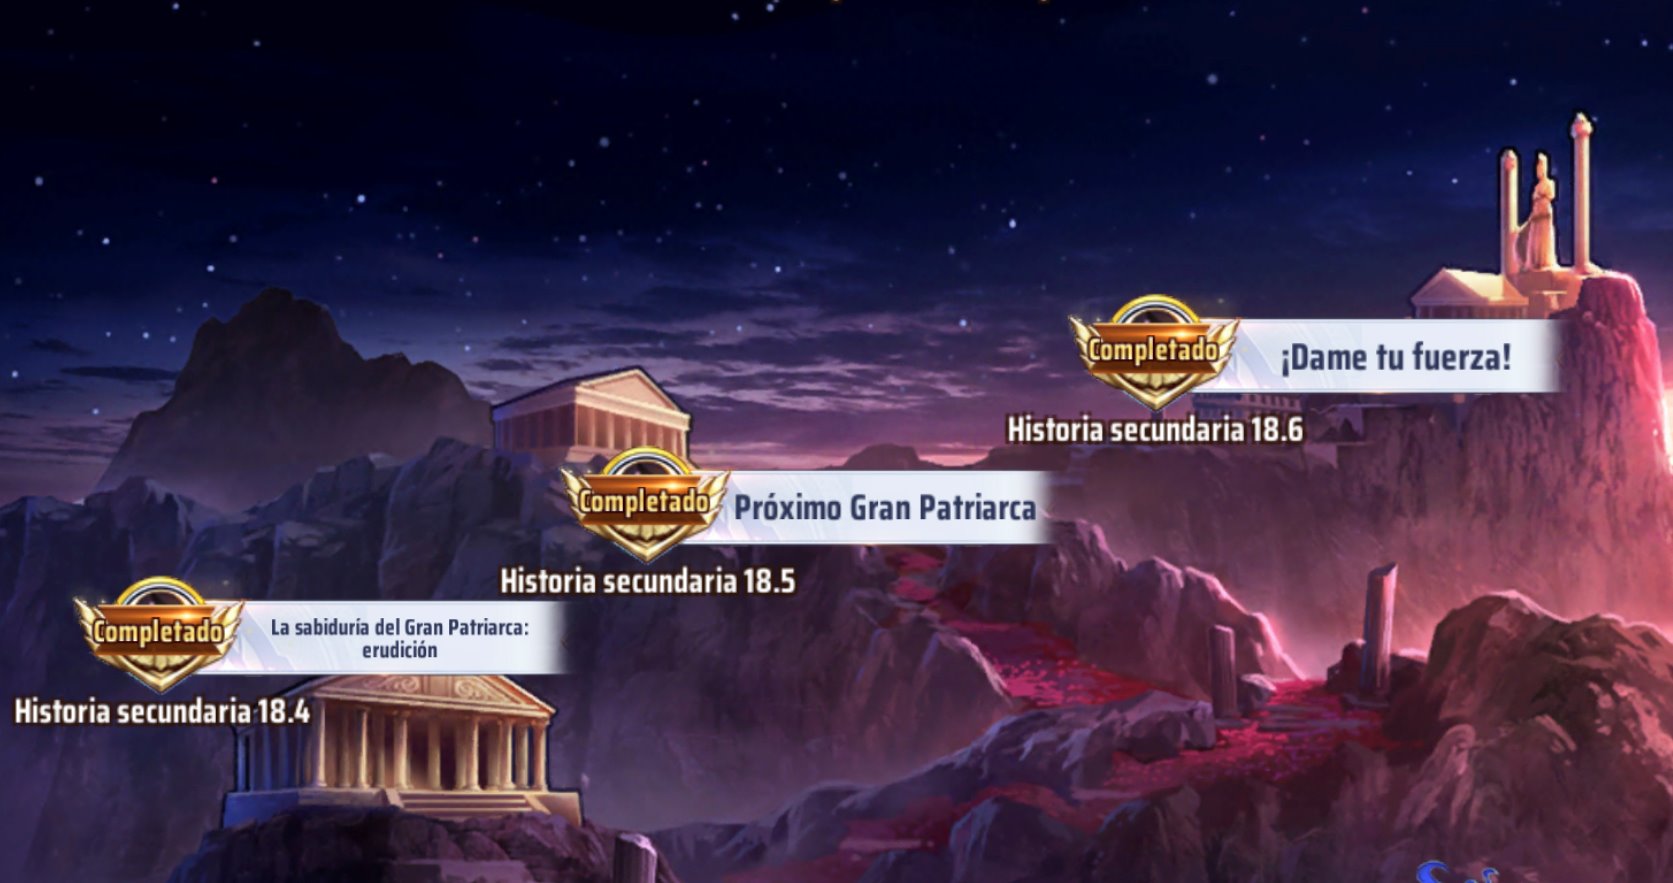 Completado
¡Dame tu fuerza!
Historia secundaria 18.6
Completado
Próximo Gran Patriarca
Historia secundaria 18.5
Completado
La sabiduría del Gran Patriarca:
erudición
Historia secundaria 18.4